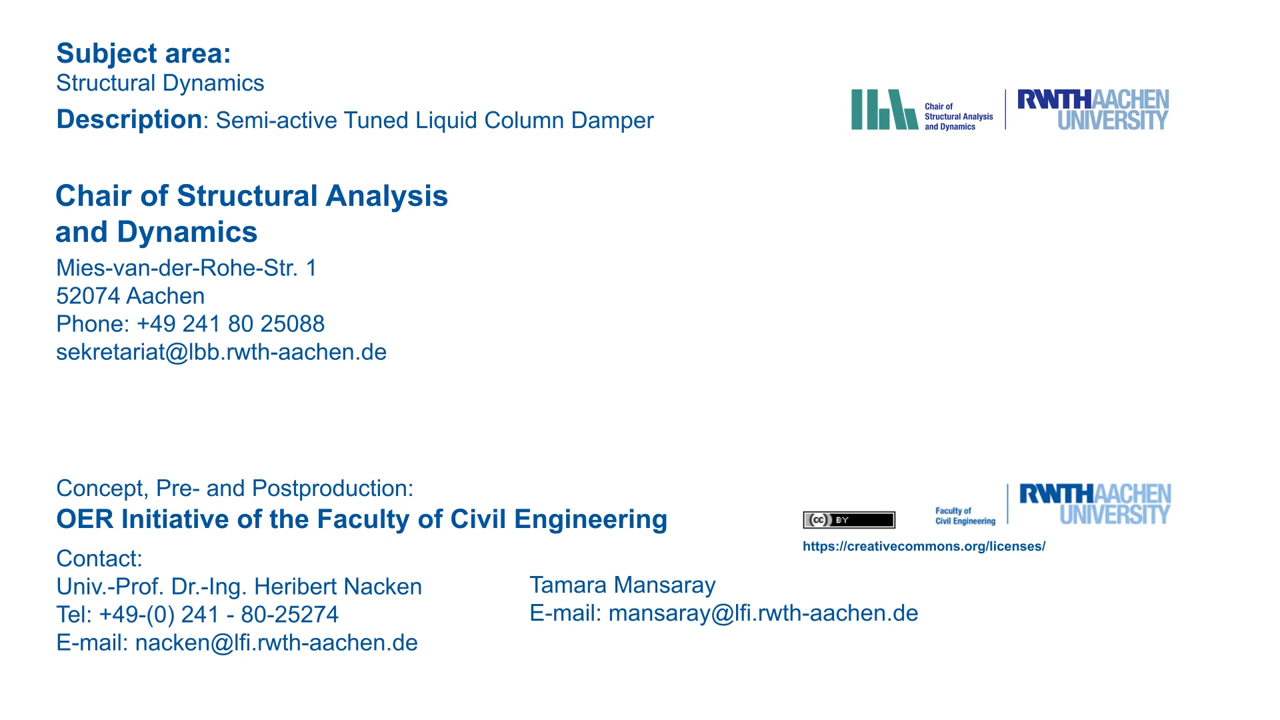 Subject area:
Structural Dynamics
Description: Semi-active Tuned Liquid Column Damper
Chair of
Structural Analysis
and Dynamics
RWTHAACHEN
UNIVERSITY
Chair of Structural Analysis
and Dynamics
Mies-van-der-Rohe-Str. 1
52074 Aachen
Phone: +49 241 80 25088
sekretariat@lbb.rwth-aachen.de
Concept, Pre- and Postproduction:
OER Initiative of the Faculty of Civil Engineering
Contact:
Univ.-Prof. Dr.-Ing. Heribert Nacken
Tel: +49-(0) 241 - 80-25274
E-mail: nacken@lfi.rwth-aachen.de
Tamara Mansaray
E-mail: mansaray@lfi.rwth-aachen.de
cc BY
https://creativecommons.org/licenses/
Faculty of
Civil Engineering
RWTHAACHEN
UNIVERSITY